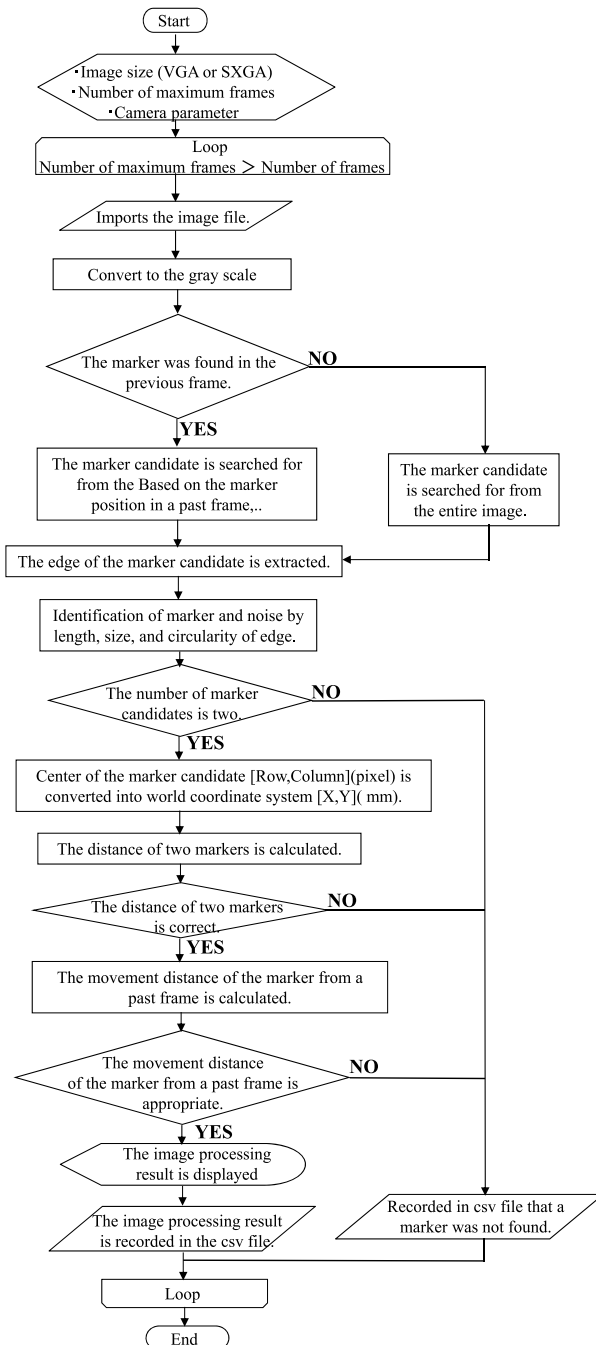 Start
・Image size (VGA or SXGA)
・Number of maximum frames
・Camera parameter
Loop
Number of maximum frames > Number of frames
Imports the image file.
Convert to the gray scale
The marker was found in the
previous frame.
NO
YES
The marker candidate is searched for
from the Based on the marker
position in a past frame,..
The marker candidate
is searched for from
the entire image.
The edge of the marker candidate is extracted.
Identification of marker and noise by
length, size, and circularity of edge.
The number of marker
candidates is two.
NO
YES
Center of the marker candidate [Row,Column](pixel) is
converted into world coordinate system [X,Y]( mm).
The distance of two markers is calculated.
The distance of two markers
is correct.
NO
YES
The movement distance of the marker from a
past frame is calculated.
The movement distance
of the marker from a past frame is
appropriate.
NO
YES
The image processing
result is displayed
The image processing result
is recorded in the csv file.
Recorded in csv file that a
marker was not found.
Loop
End